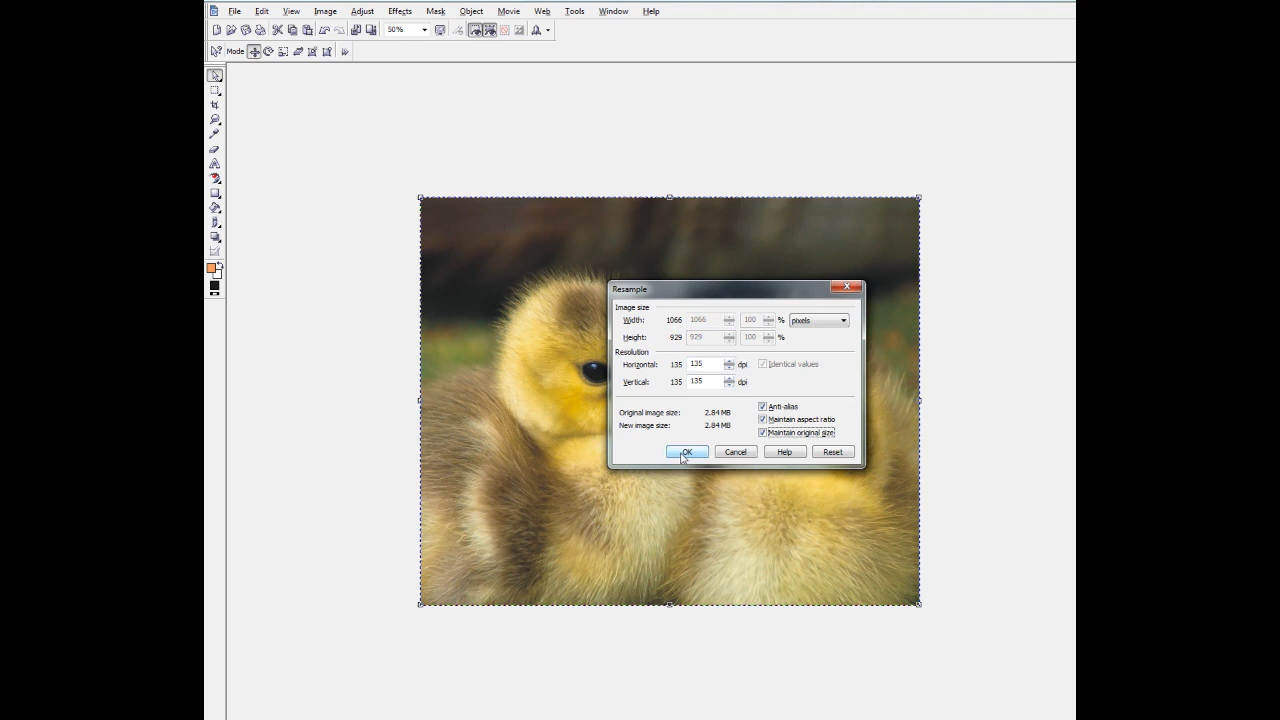 File Edit View Image Adjust Effects Mask Object Movie Web Tools Window Help
50%
Mode
Resample
Image size
Width: 1066 1066 100 % pixels
Height: 929 929 100 %
Resolution
Horizontal: 135 135 dpi Identical values
Vertical: 135 135 dpi
Anti-alias
Original image size: 2.84 MB
Maintain aspect ratio
New image size: 2.84 MB
Maintain original size
OK Cancel Help Reset